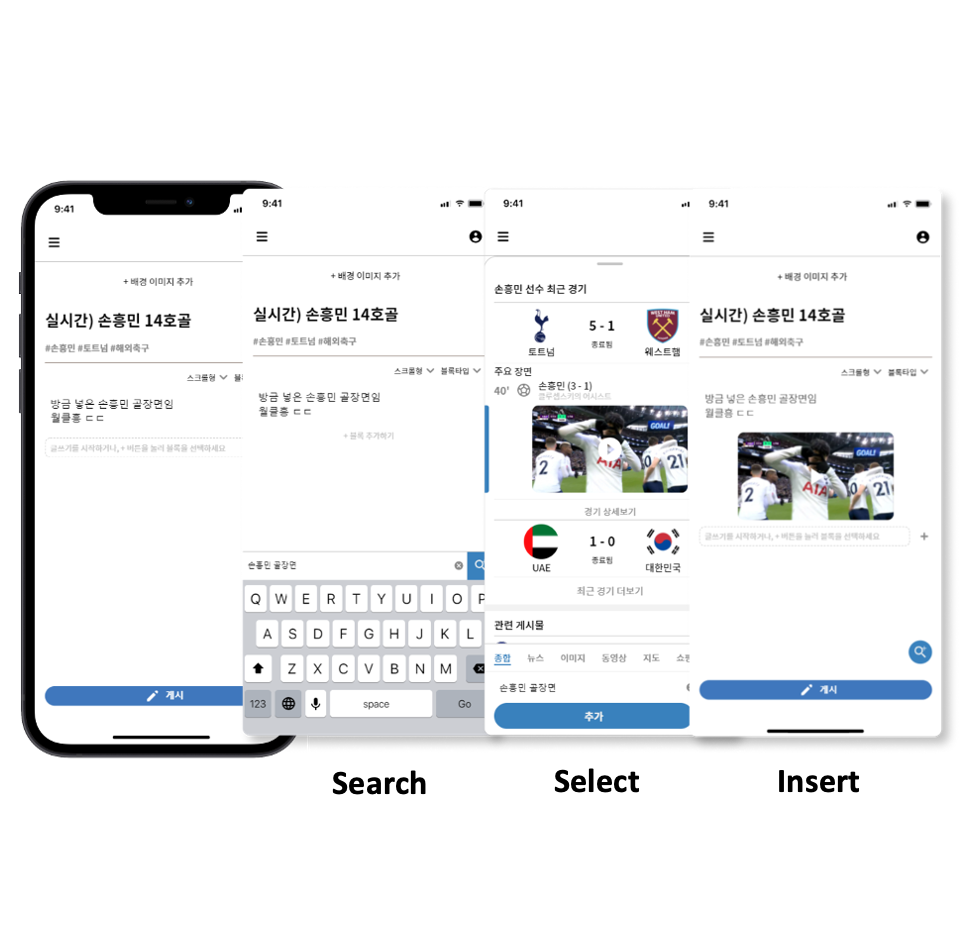 9:41
+ 배경 이미지 추가
실시간) 손흥민 14호골
#손흥민 #토트넘 #해외축구
스크롤형
방금 넣은 손흥민 골장면임
월클흥 ㄷㄷ
글쓰기를 시작하거나, + 버튼을 눌러 블록을 선택하세요
게시
9:41
+ 배경 이미지 추가
실시간) 손흥민 14호골
#손흥민 #토트넘 #해외축구
스크롤형 블록타입
방금 넣은 손흥민 골장면임
월클흥 ㄷㄷ
+ 블록 추가하기
손흥민 골장면
Q W E R T Y U I O P
A S D F G H J K L
Z X C V B N M
123 space Go
Search
9:41
손흥민 선수 최근 경기
5 - 1
종료됨
토트넘 웨스트햄
주요 장면
40' 손흥민 (3 - 1)
클루셉스키의 어시스트
GOAL!
2 20 21
AIA
경기 상세보기
1 - 0
종료됨
UAE 대한민국
최근 경기 더보기
관련 게시물
종합 뉴스 이미지 동영상 지도
손흥민 골장면
추가
Select
9:41
+ 배경 이미지 추가
실시간) 손흥민 14호골
#손흥민 #토트넘 #해외축구
스크롤형 블록타입
방금 넣은 손흥민 골장면임
월클흥 ㄷㄷ
GOAL!
2 20 21
AIA
글쓰기를 시작하거나, + 버튼을 눌러 블록을 선택하세요 +
게시
Insert